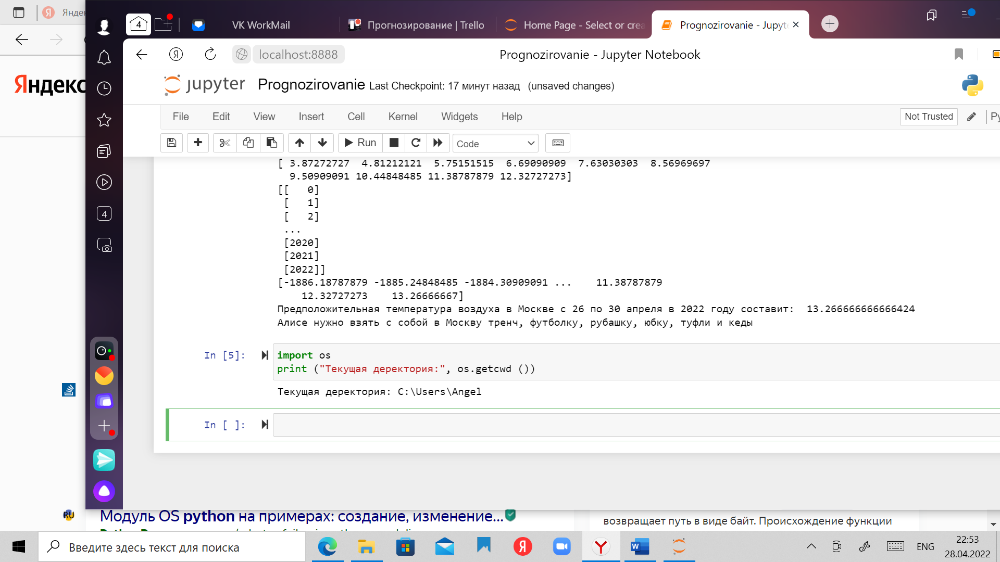 Яндекс
4
VK WorkMail
Прогнозирование | Trello
Home Page - Select or crea
Prognozirovanie - Jupyte
localhost:8888
Prognozirovanie - Jupyter Notebook
Яндекс
jupyter
Prognozirovanie Last Checkpoint: 17 минут назад (unsaved changes)
File Edit View Insert Cell Kernel Widgets Help
Not Trusted
Py
Run
Code
[ 3.87272727 4.81212121 5.75151515 6.69090909 7.63030303 8.56969697
9.50909091 10.44848485 11.38787879 12.32727273]
[[ 0]
[ 1]
[ 2]
...
[2020]
[2021]
[2022]]
[-1886.18787879 -1885.24848485 -1884.30909091 ... 11.38787879
12.32727273 13.26666667]
Предположительная температура воздуха в Москве с 26 по 30 апреля в 2022 году составит: 13.266666666666424
Алисе нужно взять с собой в Москву тренч, футболку, рубашку, юбку, туфли и кеды
In [5]:
import os
print ("Текущая деректория:", os.getcwd ())
Текущая деректория: C:\Users\Angel
In [ ]:
4
Модуль OS python на примерах: создание, изменение...
возвращает путь в виде байт. Происхождение функции
Введите здесь текст для поиска
ENG
22:53
28.04.2022